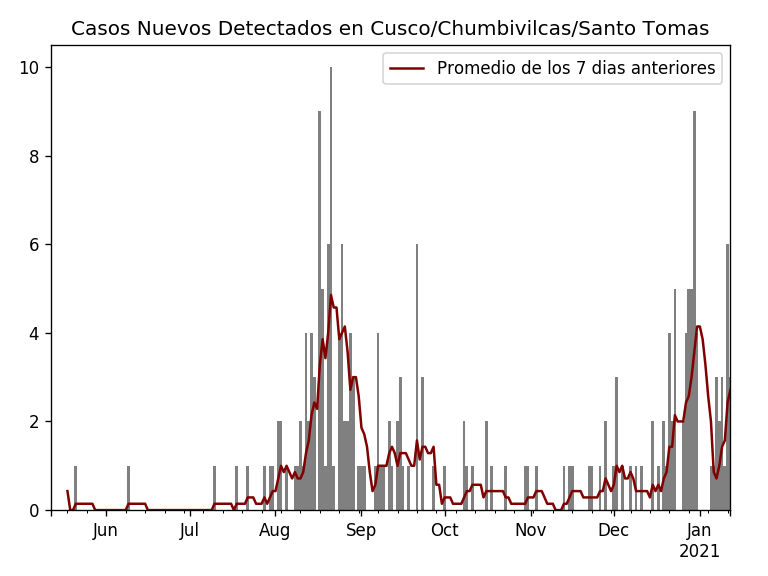 Casos Nuevos Detectados en Cusco/Chumbivilcas/Santo Tomas
Promedio de los 7 dias anteriores
10
8
6
4
2
0
Jun Jul Aug Sep Oct Nov Dec Jan
2021